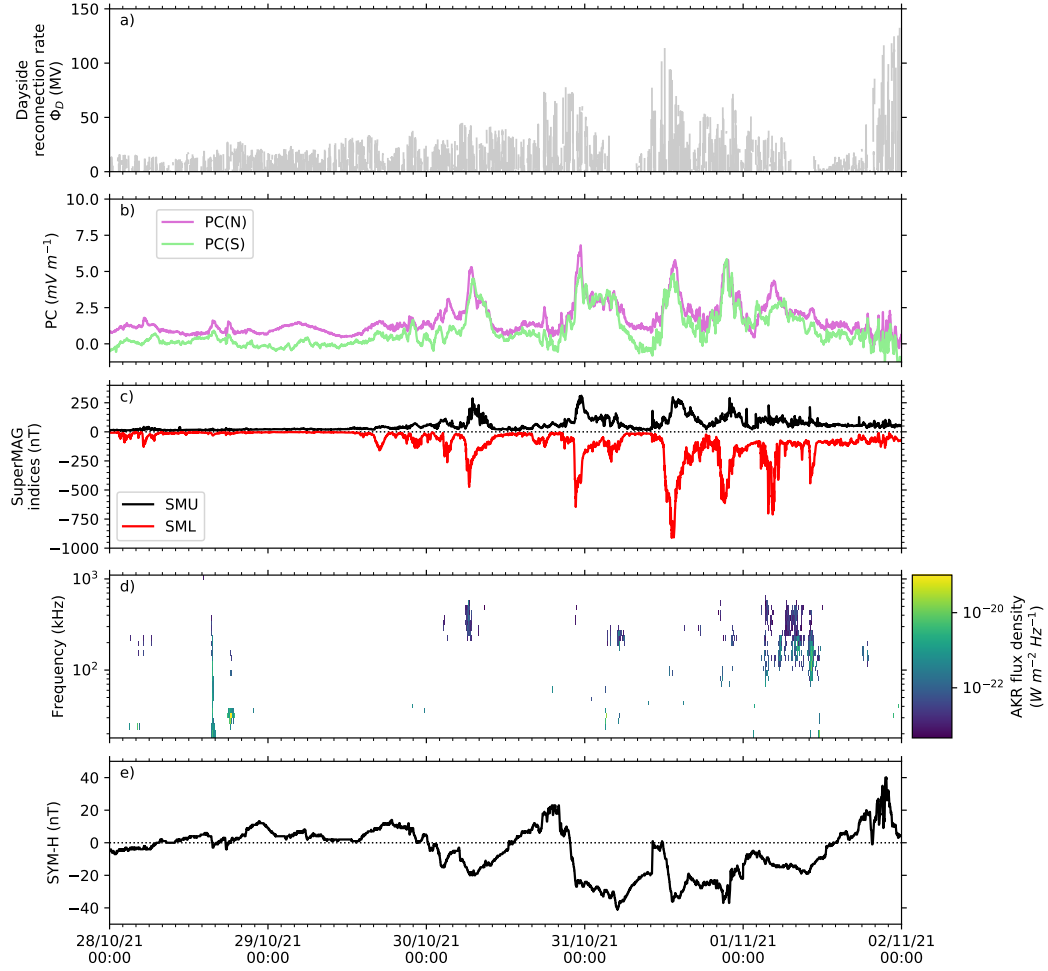 a)
Dayside
reconnection rate
Φ_D (MV)
150
100
50
0
b)
PC(N)
PC(S)
PC (mV m⁻¹)
10.0
7.5
5.0
2.5
0.0
c)
SuperMAG
indices (nT)
250
0
−250
−500
−750
−1000
SMU
SML
d)
Frequency (kHz)
10³
10²
10⁻²⁰
10⁻²²
AKR flux density
(W m⁻² Hz⁻¹)
e)
SYM-H (nT)
40
20
0
−20
−40
28/10/21
00:00
29/10/21
00:00
30/10/21
00:00
31/10/21
00:00
01/11/21
00:00
02/11/21
00:00